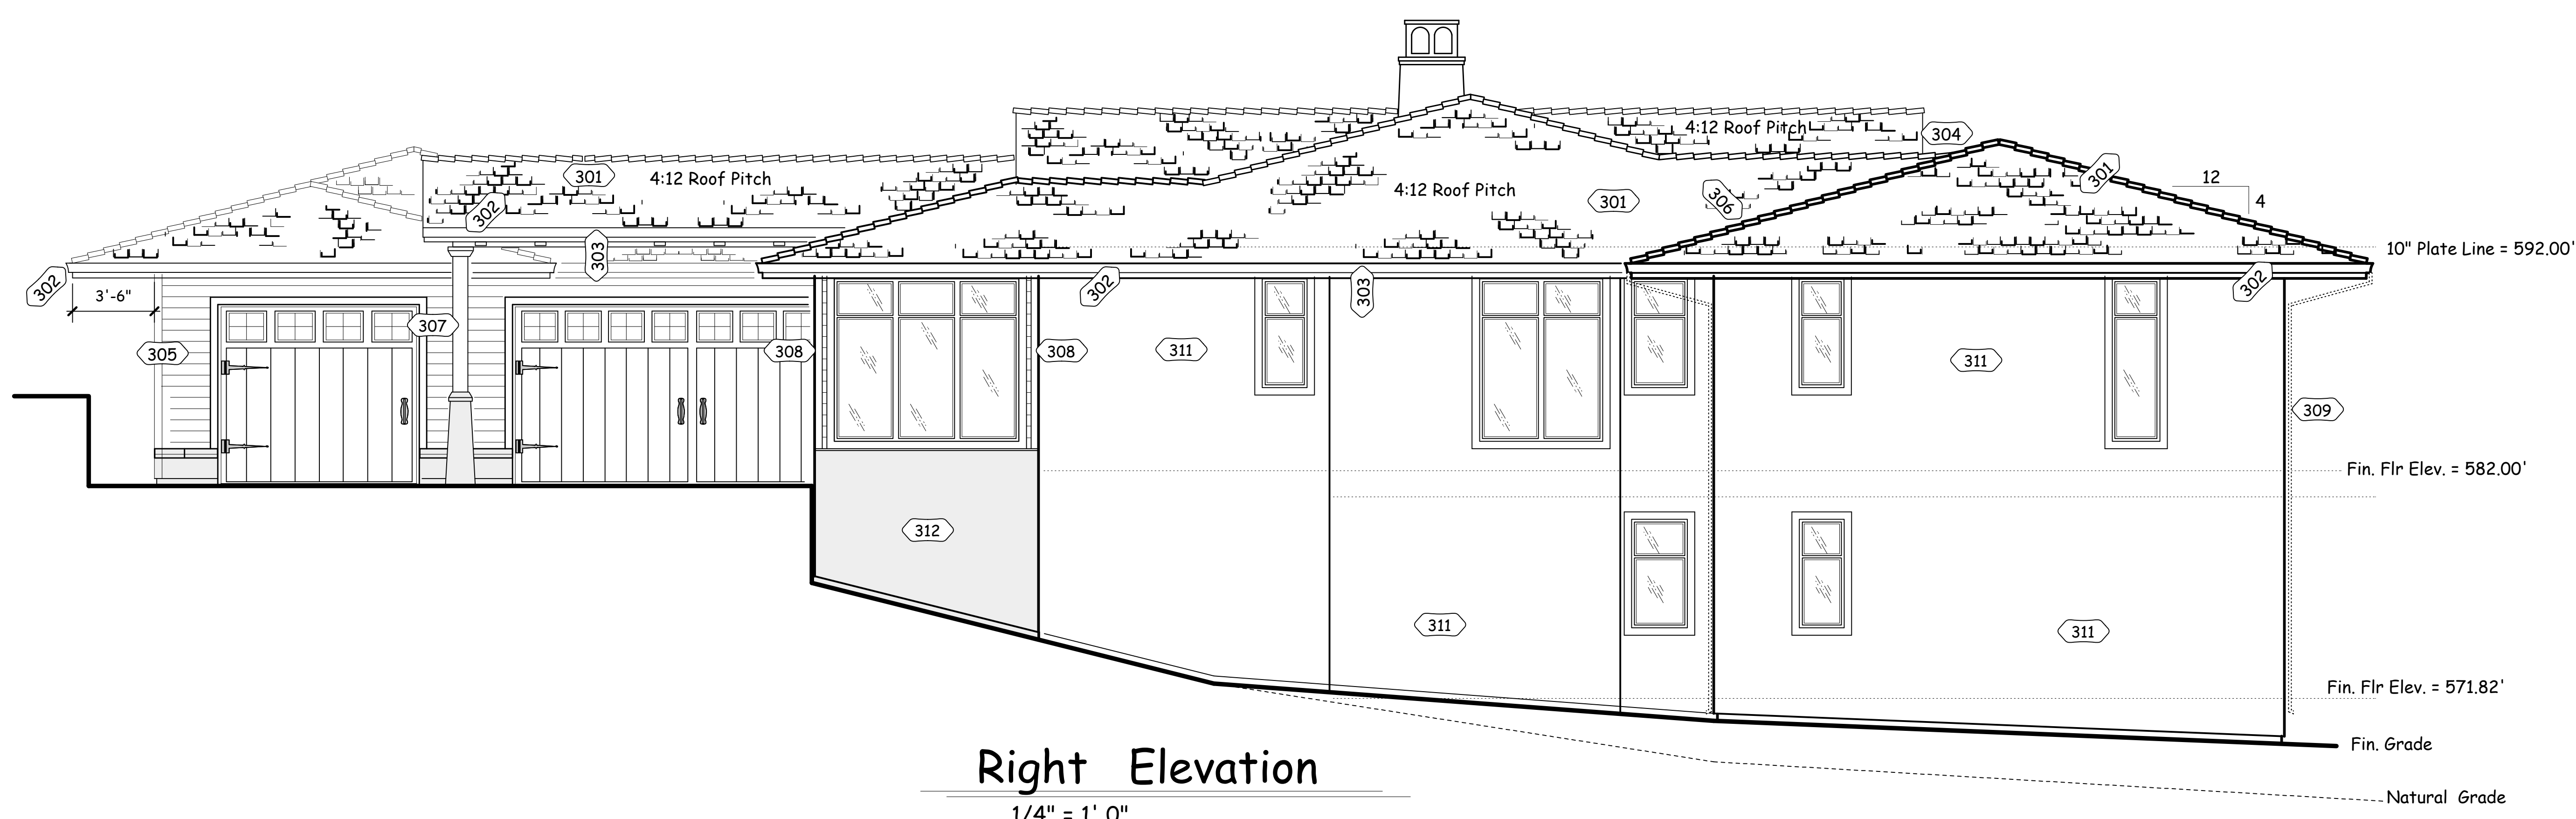 4:12 Roof Pitch
304
301
4:12 Roof Pitch
301
12
4:12 Roof Pitch
301
306
4
302
303
10" Plate Line = 592.00'
302
3'-6"
302
303
302
305
307
308
308
311
311
309
Fin. Flr Elev. = 582.00'
312
311
311
Fin. Flr Elev. = 571.82'
Fin. Grade
Right Elevation
Natural Grade
1/4" = 1' 0"